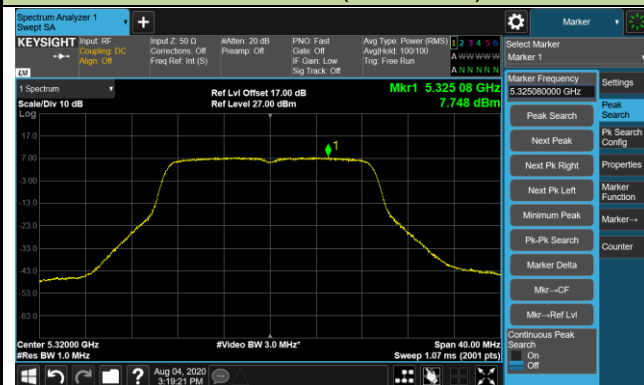 Spectrum Analyzer 1
Swept SA
KEYSIGHT
Input: RF
Coupling: DC
Align: Off
Input Z: 50 Ω
Corrections: Off
Freq Ref: Int (S)
#Atten: 20 dB
Preamp: Off
PNO: Fast
Gate: Off
IF Gain: Low
Sig Track: Off
Avg Type: Power (RMS)
Avg|Hold: 100/100
Trig: Free Run
1 2 3 4 5 6
A W W W W W
A N N N N N
LXI
1 Spectrum
Scale/Div 10 dB
Log
Ref Lvl Offset 17.00 dB
Ref Level 27.00 dBm
Mkr1 5.325 08 GHz
7.748 dBm
1
17.0
7.00
-3.00
-13.0
-23.0
-33.0
-43.0
-53.0
-63.0
Center 5.32000 GHz
#Res BW 1.0 MHz
#Video BW 3.0 MHz*
Span 40.00 MHz
Sweep 1.07 ms (2001 pts)
Aug 04, 2020
3:19:21 PM
Marker
Select Marker
Marker 1
Marker Frequency
5.325080000 GHz
Peak Search
Next Peak
Next Pk Right
Next Pk Left
Minimum Peak
Pk-Pk Search
Marker Delta
Mkr→CF
Mkr→Ref Lvl
Continuous Peak
Search
On
Off
Settings
Peak
Search
Pk Search
Config
Properties
Marker
Function
Marker→
Counter